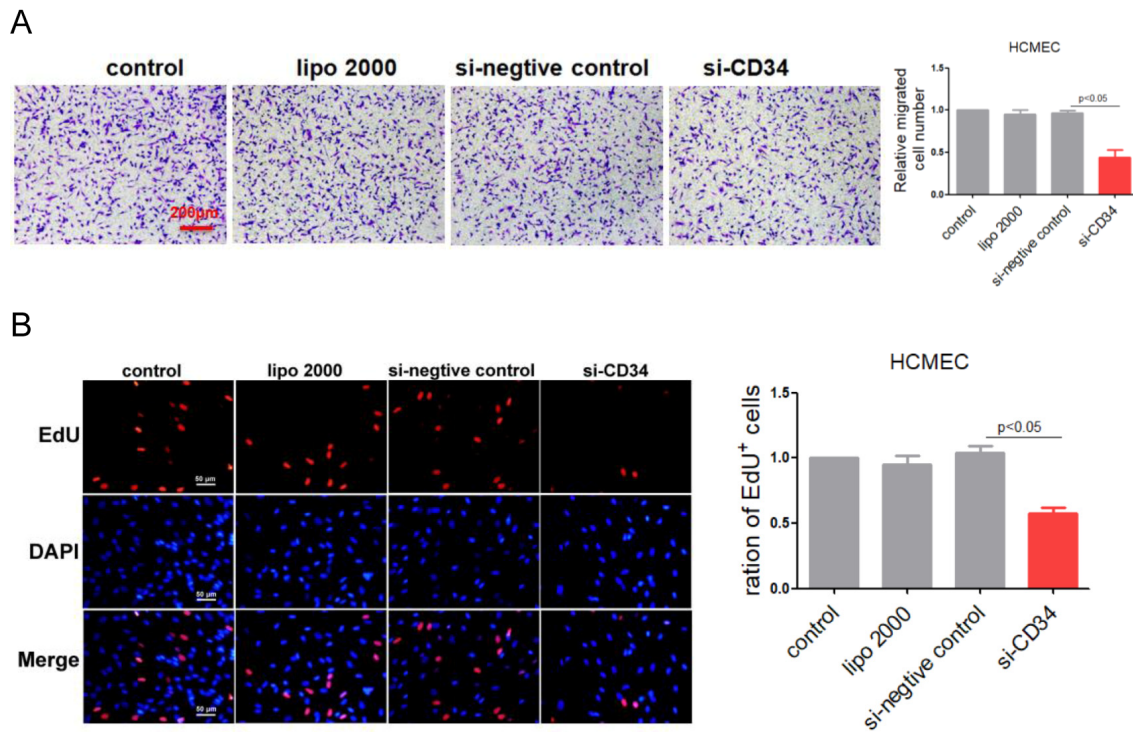 A
control
lipo 2000
si-negtive control
si-CD34
200μm
HCMEC
Relative migrated
cell number
1.5
1.0
0.5
0.0
p<0.05
control
lipo 2000
si-negtive control
si-CD34
B
control
lipo 2000
si-negtive control
si-CD34
EdU
50 μm
DAPI
50 μm
Merge
50 μm
HCMEC
ration of EdU⁺ cells
1.5
1.0
0.5
0.0
p<0.05
control
lipo 2000
si-negtive control
si-CD34